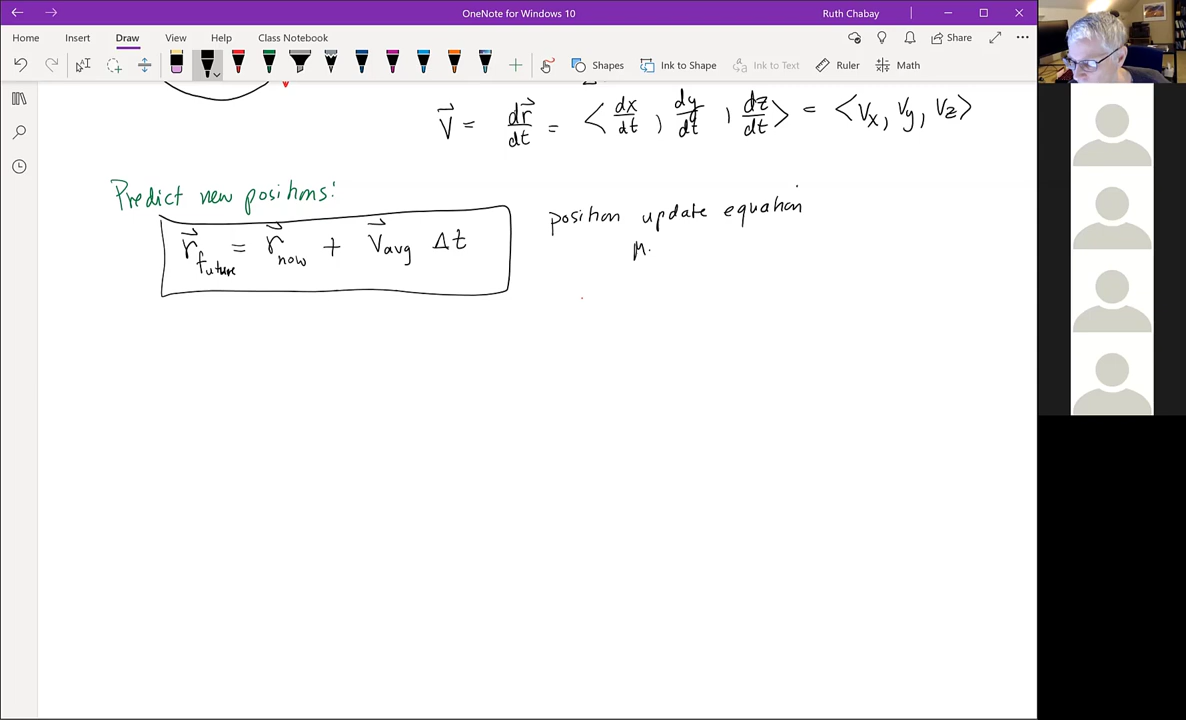 OneNote for Windows 10
Ruth Chabay
Home Insert Draw View Help Class Notebook
Share
Shapes Ink to Shape Ink to Text Ruler Math
v⃗ = dr⃗/dt = <dx/dt, dy/dt, dz/dt> = <Vx, Vy, Vz>
Predict new positions:
r⃗future = r⃗now + v⃗avg Δt
position update equation